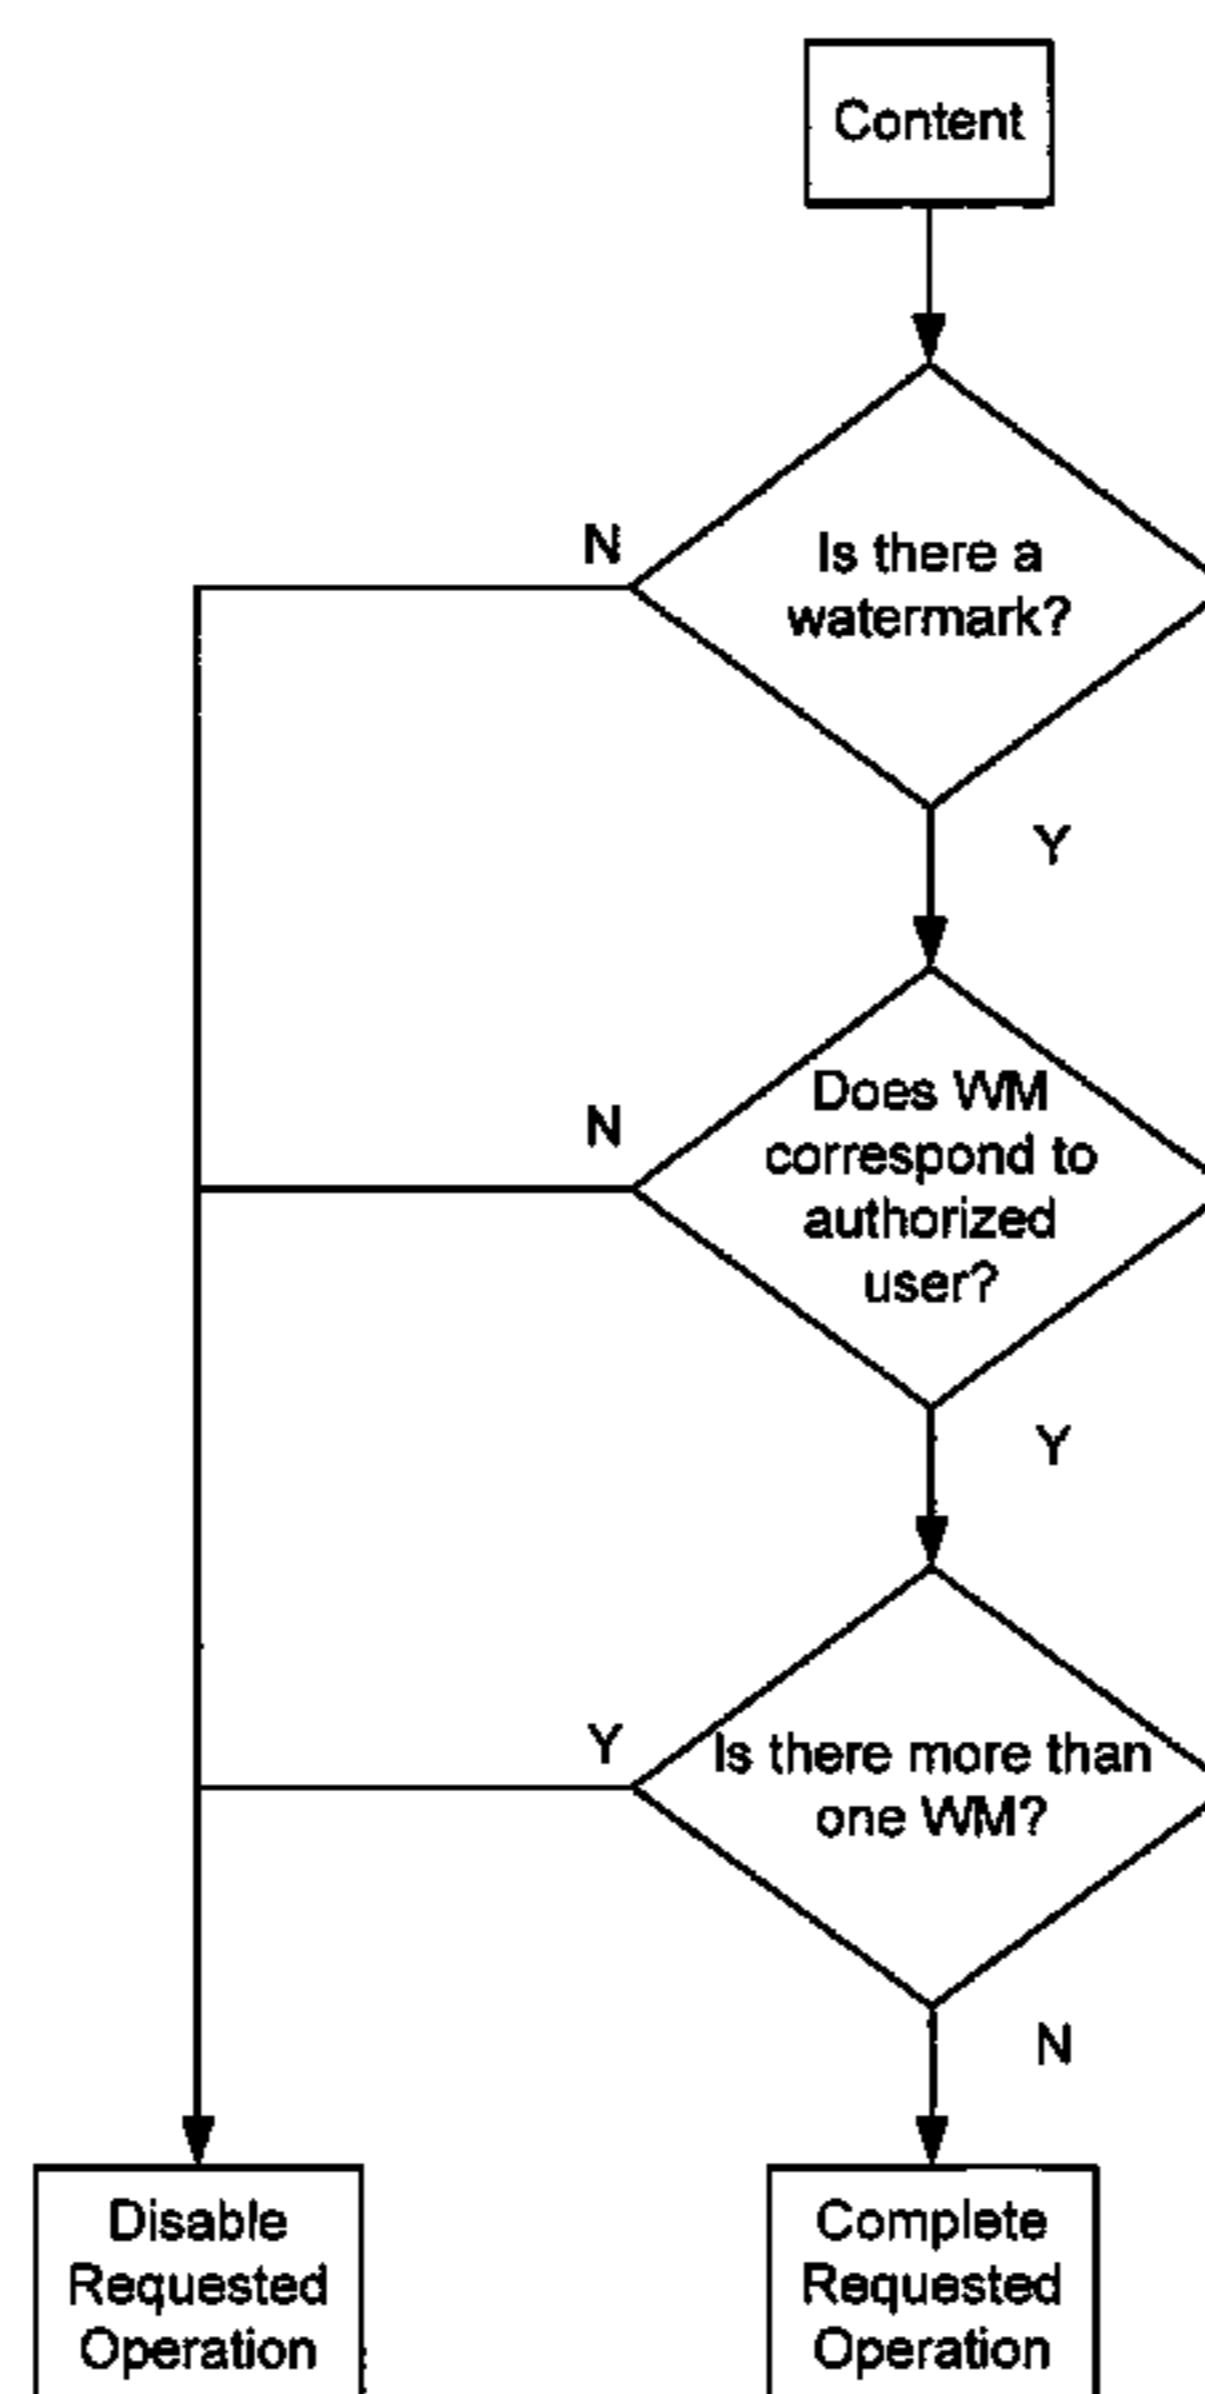 Content
N
Is there a
watermark?
Y
Does WM
N
correspond to
authorized
user?
Y
Y
Is there more than
one WM?
N
Disable
Requested
Operation
Complete
Requested
Operation